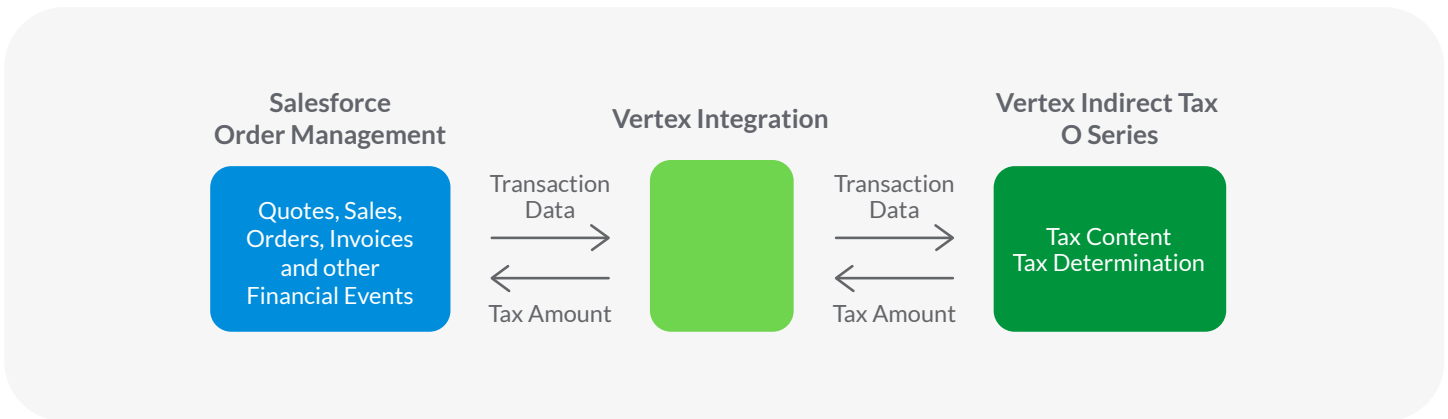 Salesforce
Order Management
Quotes, Sales,
Orders, Invoices
and other
Financial Events
Transaction
Data
Tax Amount
Vertex Integration
Transaction
Data
Tax Amount
Vertex Indirect Tax
O Series
Tax Content
Tax Determination